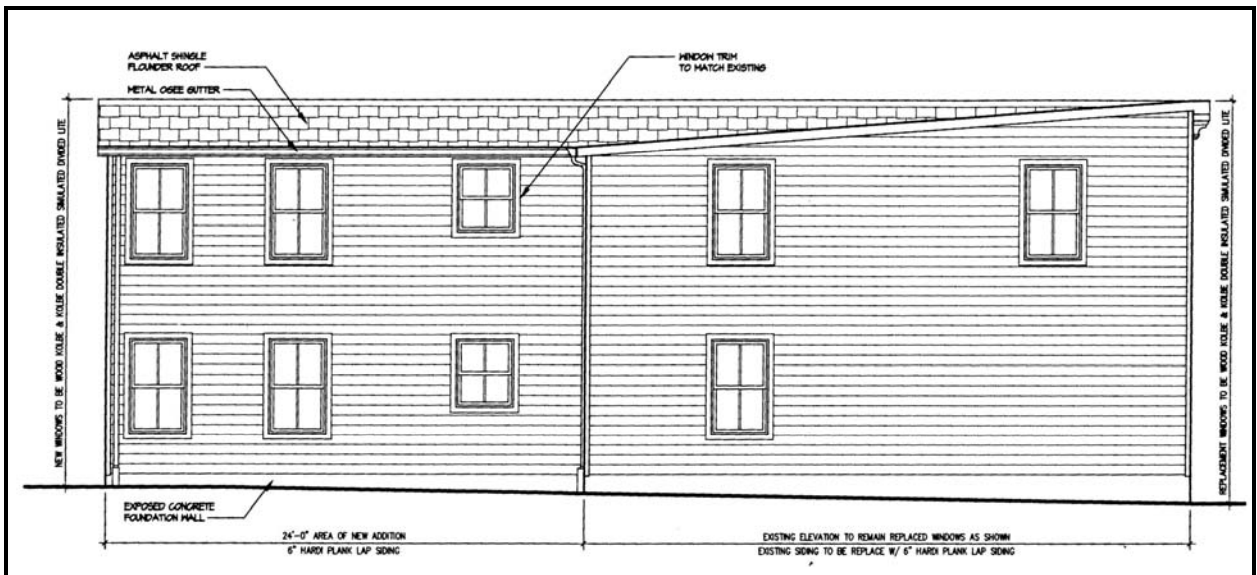 ASPHALT SHINGLE
FLOUNDER ROOF
METAL OGEE GUTTER
WINDOW TRIM
TO MATCH EXISTING
NEW WINDOWS TO BE WOOD KOLBE & KOLBE DOUBLE INSULATED SIMULATED DIVIDED LITE
REPLACEMENT WINDOWS TO BE WOOD KOLBE & KOLBE DOUBLE INSULATED SIMULATED DIVIDED LITE
EXPOSED CONCRETE
FOUNDATION WALL
24'-0" AREA OF NEW ADDITION
6" HARDI PLANK LAP SIDING
EXISTING ELEVATION TO REMAIN REPLACED WINDOWS AS SHOWN
EXISTING SIDING TO BE REPLACE W/ 6" HARDI PLANK LAP SIDING